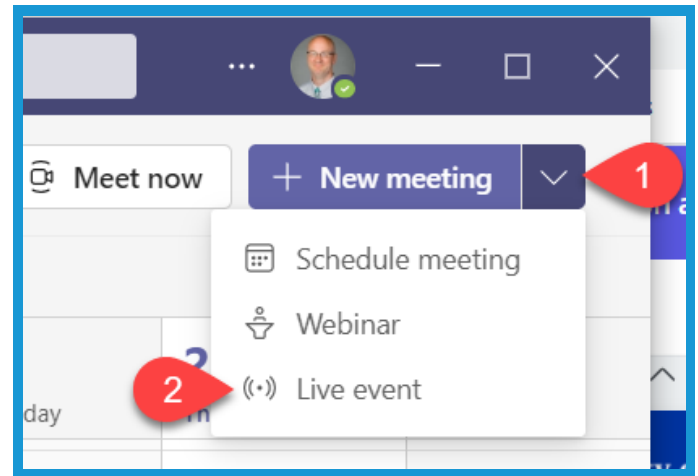 ...
Meet now
+ New meeting
1
Schedule meeting
Webinar
2
Live event
day